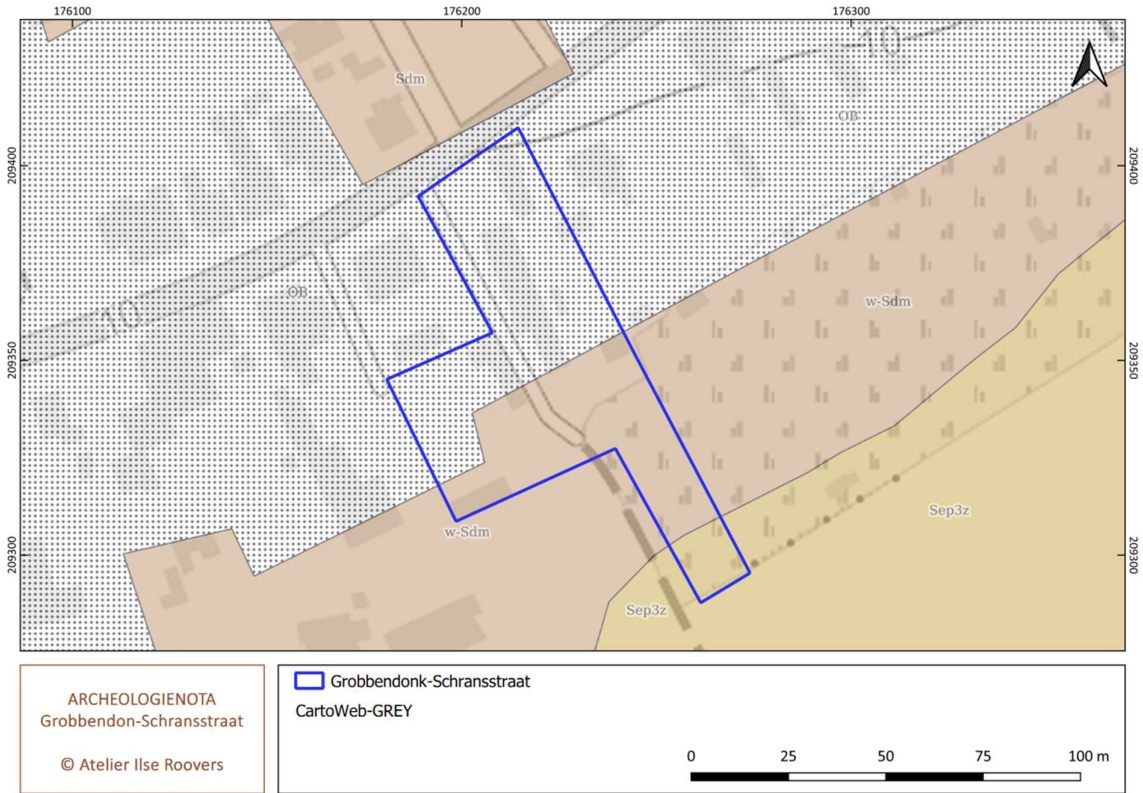 176100 176200 176300
10
Sdm
OB
209400 209400
OB
w-Sdm
10
209350 209350
Sep3z
w-Sdm
209300 209300
Sep3z
ARCHEOLOGIENOTA
Grobbendon-Schransstraat
© Atelier Ilse Roovers
Grobbendonk-Schransstraat
CartoWeb-GREY
0 25 50 75 100 m